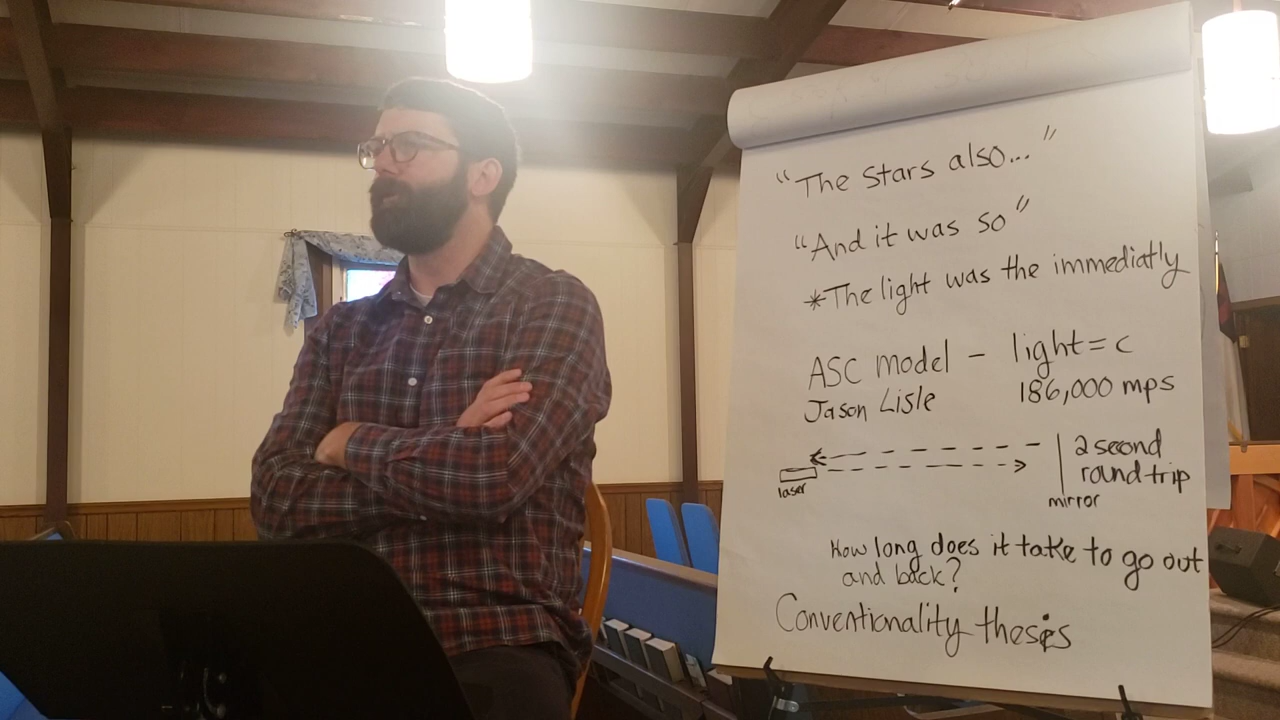 "The Stars also... "
"And it was so"
*The light was the immediatly
ASC model - light = c
Jason Lisle 186,000 mps
laser
mirror
2 second
round trip
How long does it take to go out
and back?
Conventionality thesis